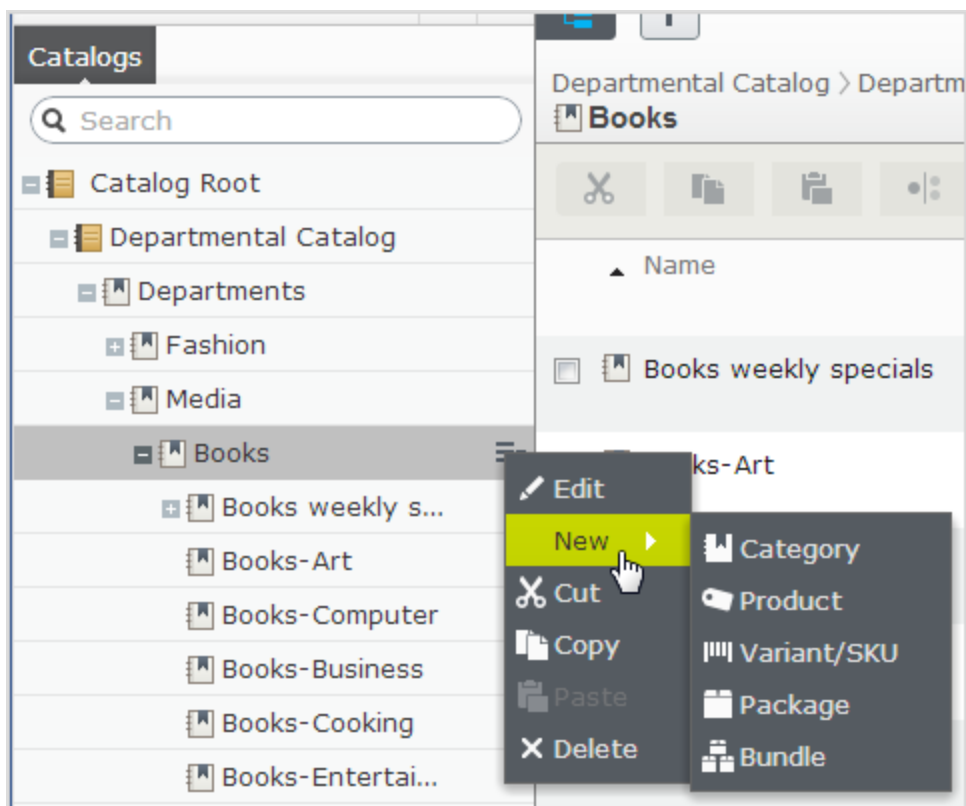 Catalogs
Search
Catalog Root
Departmental Catalog
Departments
Fashion
Media
Books
Books weekly s...
Books-Art
Books-Computer
Books-Business
Books-Cooking
Books-Entertai...
Departmental Catalog > Departm
Books
Name
Books weekly specials
ks-Art
Edit
New
Cut
Copy
Paste
Delete
Category
Product
Variant/SKU
Package
Bundle